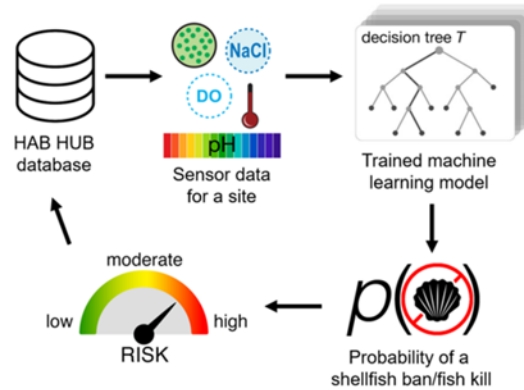 HAB HUB
database
NaCl
DO
pH
Sensor data
for a site
decision tree T
Trained machine
learning model
p( )
Probability of a
shellfish ban/fish kill
low
moderate
high
RISK